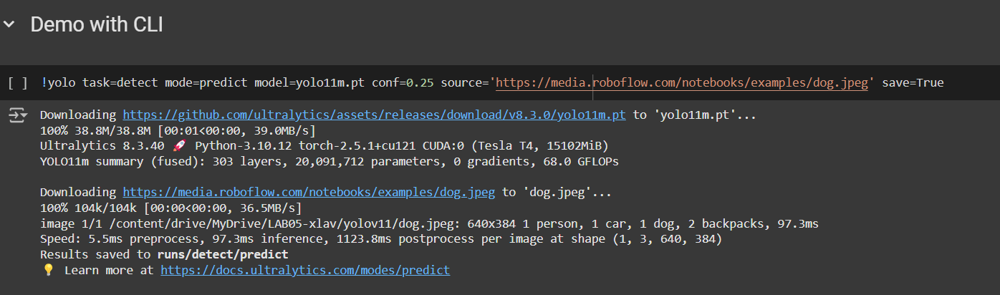 Demo with CLI
[ ] !yolo task=detect mode=predict model=yolo11m.pt conf=0.25 source='https://media.roboflow.com/notebooks/examples/dog.jpeg' save=True
Downloading https://github.com/ultralytics/assets/releases/download/v8.3.0/yolo11m.pt to 'yolo11m.pt'...
100% 38.8M/38.8M [00:01<00:00, 39.0MB/s]
Ultralytics 8.3.40 🚀 Python-3.10.12 torch-2.5.1+cu121 CUDA:0 (Tesla T4, 15102MiB)
YOLO11m summary (fused): 303 layers, 20,091,712 parameters, 0 gradients, 68.0 GFLOPs
Downloading https://media.roboflow.com/notebooks/examples/dog.jpeg to 'dog.jpeg'...
100% 104k/104k [00:00<00:00, 36.5MB/s]
image 1/1 /content/drive/MyDrive/LAB05-xlav/yolov11/dog.jpeg: 640x384 1 person, 1 car, 1 dog, 2 backpacks, 97.3ms
Speed: 5.5ms preprocess, 97.3ms inference, 1123.8ms postprocess per image at shape (1, 3, 640, 384)
Results saved to runs/detect/predict
💡 Learn more at https://docs.ultralytics.com/modes/predict